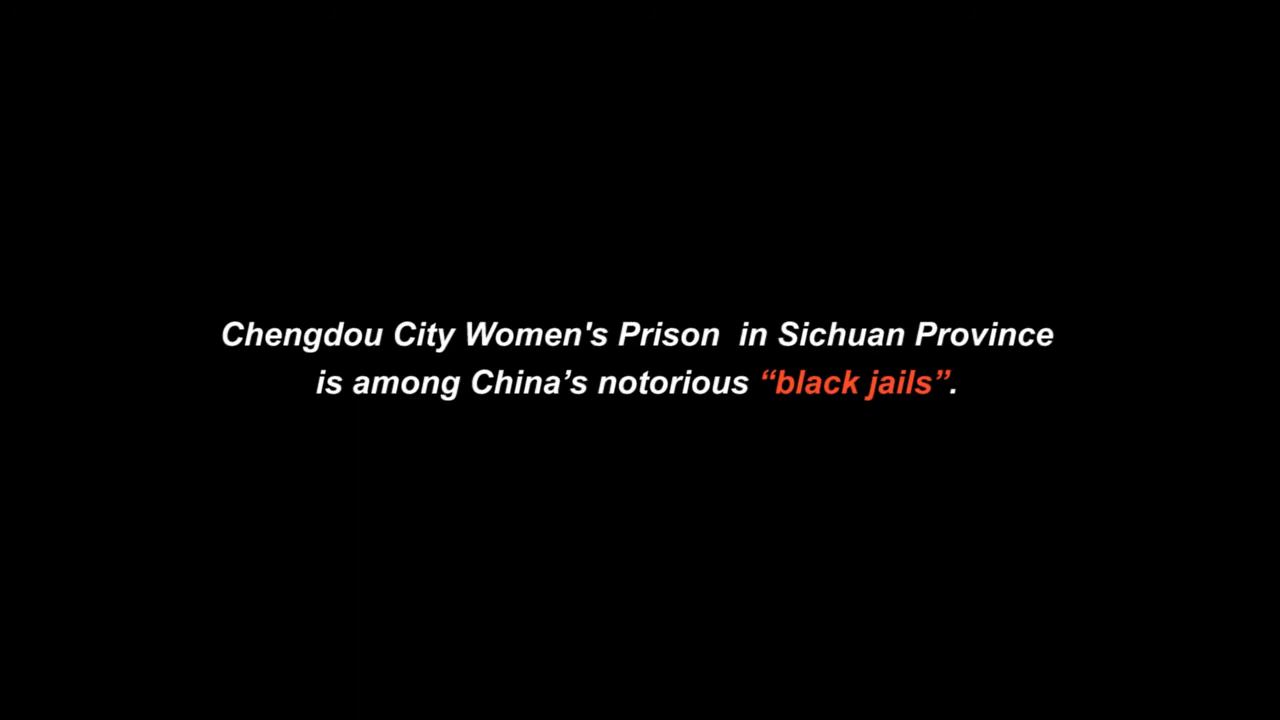 Chengdou City Women's Prison  in Sichuan Province
is among China’s notorious “black jails”.